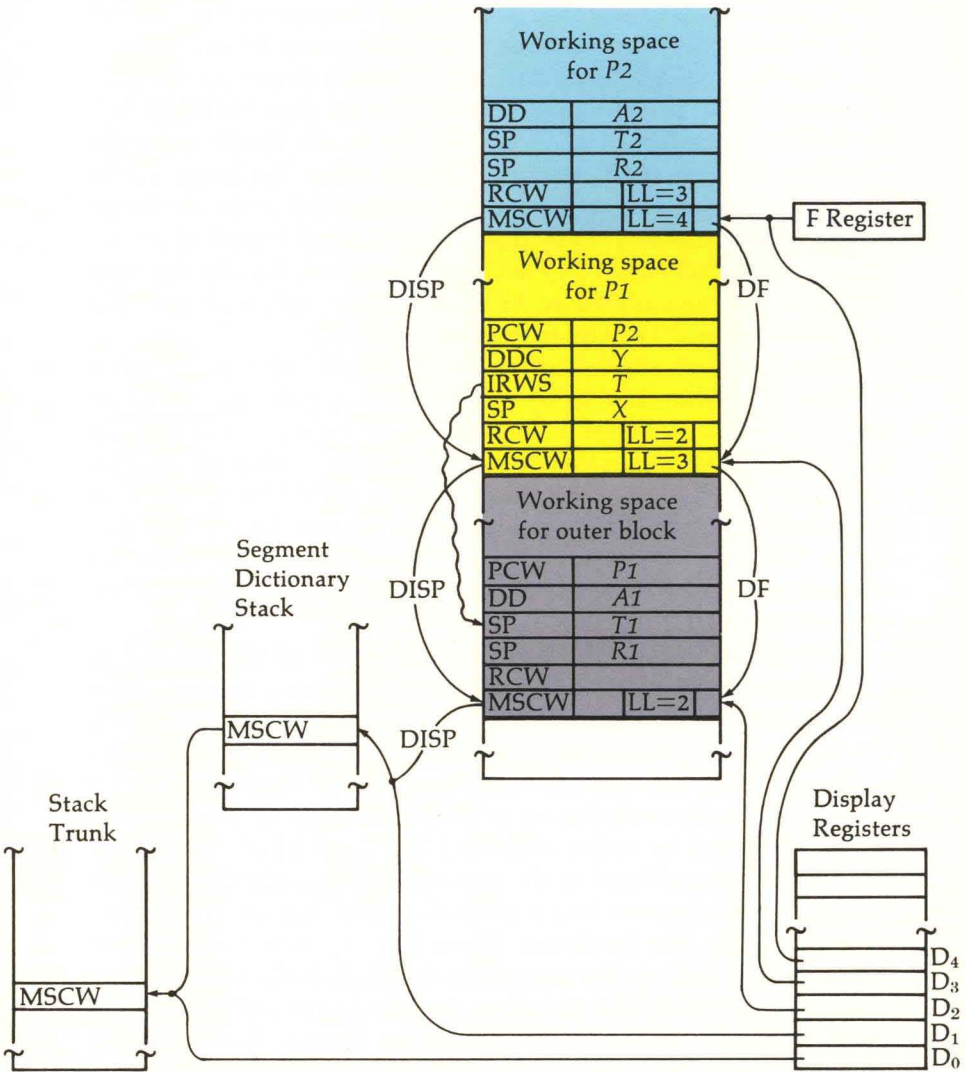 Working space
for P2
DD A2
SP T2
SP R2
RCW LL=3
MSCW LL=4
F Register
Working space
for P1
DISP
DF
PCW P2
DDC Y
IRWS T
SP X
RCW LL=2
MSCW LL=3
Working space
for outer block
Segment
Dictionary
Stack
DISP
DF
PCW P1
DD A1
SP T1
SP R1
RCW
MSCW LL=2
MSCW
DISP
Stack
Trunk
Display
Registers
MSCW
D₄
D₃
D₂
D₁
D₀